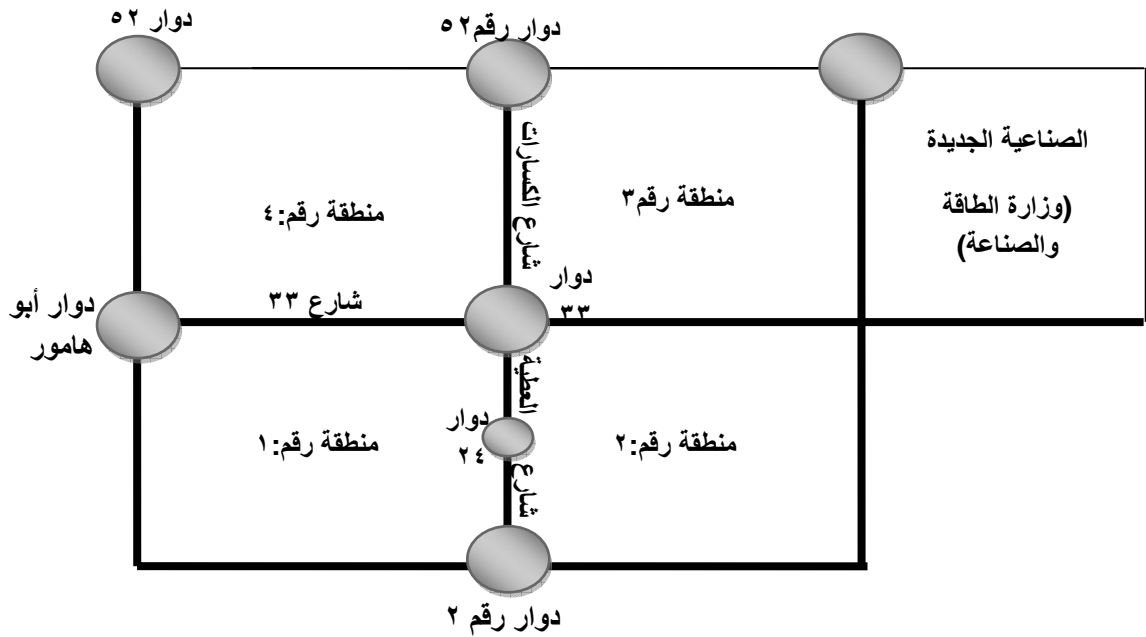 دوار ٥٢
دوار رقم٥٢
الصناعية الجديدة
(وزارة الطاقة
والصناعة)
منطقة رقم٣
شارع الكسارات
منطقة رقم:٤
دوار
٣٣
شارع ٣٣
دوار أبو
هامور
منطقة رقم:٢
شارع العطية
دوار
٢٤
منطقة رقم:١
دوار رقم ٢